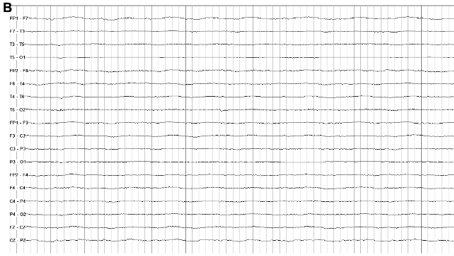 B
FP1 - F7
F7 - T3
T3 - T5
T5 - O1
FP2 - F8
F8 - T4
T4 - T6
T6 - O2
FP1 - F3
F3 - C3
C3 - P3
P3 - O1
FP2 - F4
F4 - C4
C4 - P4
P4 - O2
FZ - CZ
CZ - PZ